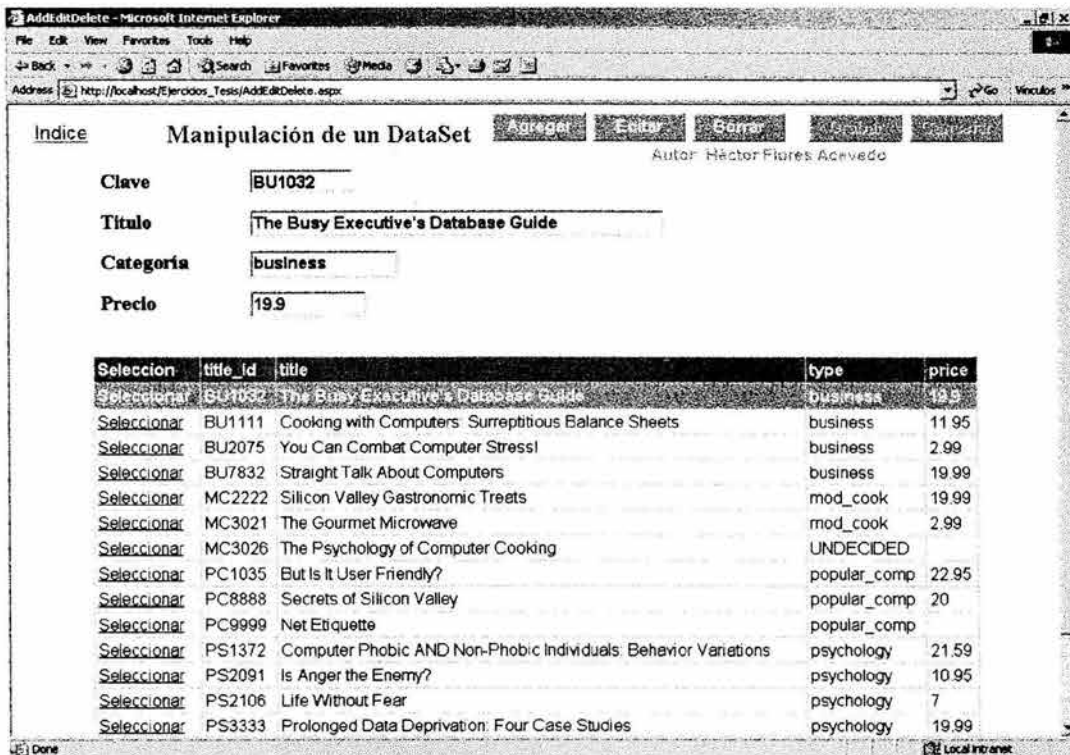 AddEditDelete - Microsoft Internet Explorer
File Edit View Favorites Tools Help
Back Search Favorites Media
Address http://localhost/Ejercicios_Tesis/AddEditDelete.aspx Go Vinculos »
Indice Manipulación de un DataSet Agregar Editar Borrar
Autor: Héctor Flores Acevedo
Clave BU1032
Titulo The Busy Executive's Database Guide
Categoría business
Precio 19.9
Seleccion title_id title type price
Seleccionar BU1032 The Busy Executive's Database Guide business 19.9
Seleccionar BU1111 Cooking with Computers: Surreptitious Balance Sheets business 11.95
Seleccionar BU2075 You Can Combat Computer Stress! business 2.99
Seleccionar BU7832 Straight Talk About Computers business 19.99
Seleccionar MC2222 Silicon Valley Gastronomic Treats mod_cook 19.99
Seleccionar MC3021 The Gourmet Microwave mod_cook 2.99
Seleccionar MC3026 The Psychology of Computer Cooking UNDECIDED
Seleccionar PC1035 But Is It User Friendly? popular_comp 22.95
Seleccionar PC8888 Secrets of Silicon Valley popular_comp 20
Seleccionar PC9999 Net Etiquette popular_comp
Seleccionar PS1372 Computer Phobic AND Non-Phobic Individuals: Behavior Variations psychology 21.59
Seleccionar PS2091 Is Anger the Enemy? psychology 10.95
Seleccionar PS2106 Life Without Fear psychology 7
Seleccionar PS3333 Prolonged Data Deprivation: Four Case Studies psychology 19.99
Done Local intranet